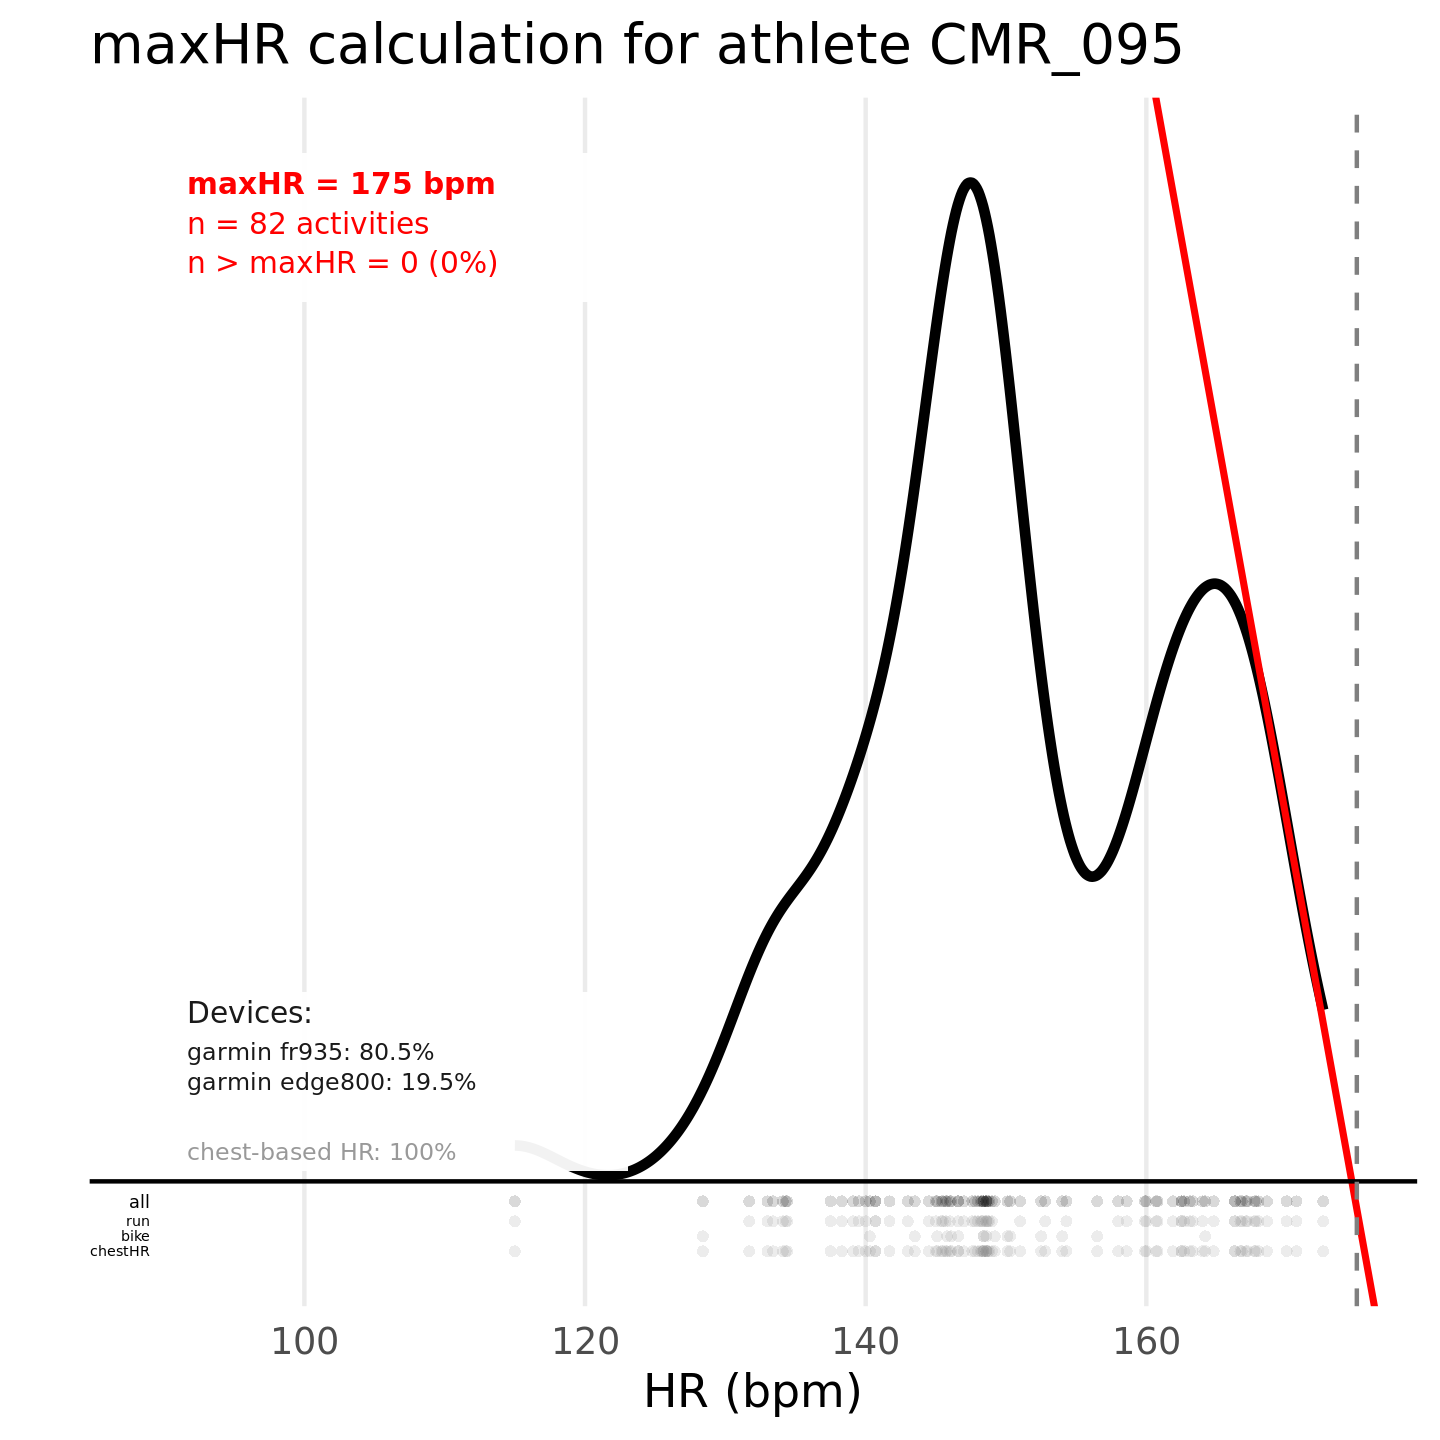 maxHR calculation for athlete CMR_095
maxHR = 175 bpm
n = 82 activities
n > maxHR = 0 (0%)
Devices:
garmin fr935: 80.5%
garmin edge800: 19.5%
chest-based HR: 100%
all
run
bike
chestHR
100 120 140 160
HR (bpm)